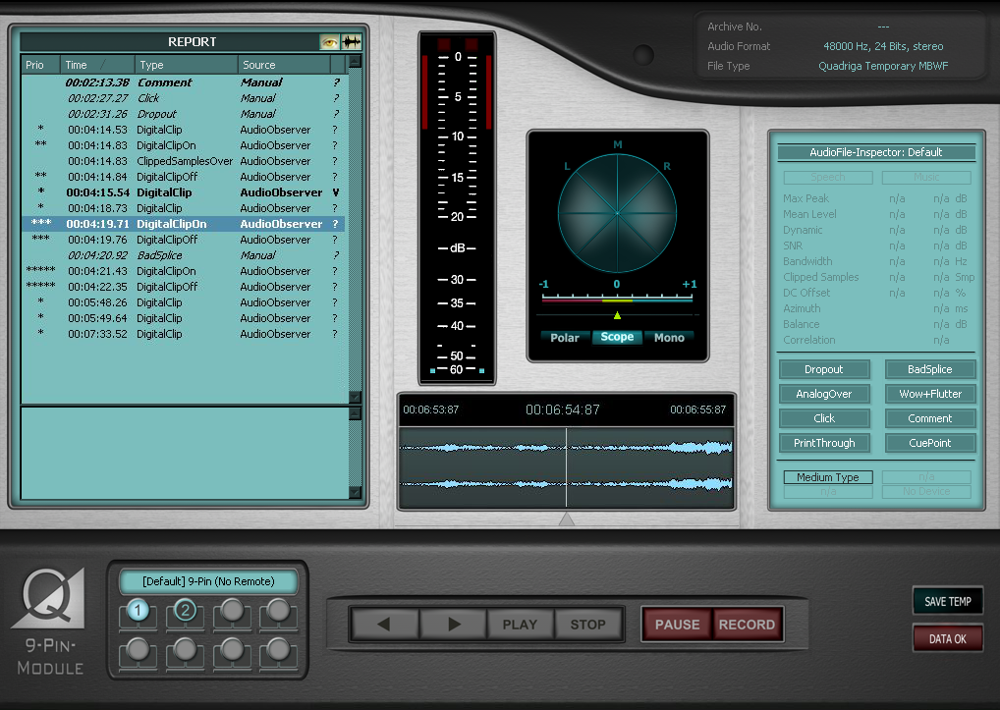 REPORT
Prio Time / Type Source
00:02:13.38 Comment Manual ?
00:02:27.27 Click Manual ?
00:02:31.26 Dropout Manual ?
* 00:04:14.53 DigitalClip AudioObserver ?
** 00:04:14.83 DigitalClipOn AudioObserver ?
00:04:14.83 ClippedSamplesOver AudioObserver ?
** 00:04:14.84 DigitalClipOff AudioObserver ?
* 00:04:15.54 DigitalClip AudioObserver V
* 00:04:18.73 DigitalClip AudioObserver ?
*** 00:04:19.71 DigitalClipOn AudioObserver ?
*** 00:04:19.76 DigitalClipOff AudioObserver ?
00:04:20.92 BadSplice Manual ?
***** 00:04:21.43 DigitalClipOn AudioObserver ?
***** 00:04:22.35 DigitalClipOff AudioObserver ?
* 00:05:48.26 DigitalClip AudioObserver ?
* 00:05:49.64 DigitalClip AudioObserver ?
* 00:07:33.52 DigitalClip AudioObserver ?
0
5
10
15
20
dB
30
35
40
50
60
Archive No. ---
Audio Format 48000 Hz, 24 Bits, stereo
File Type Quadriga Temporary MBWF
M
L R
-1 0 +1
Polar Scope Mono
00:06:53:87 00:06:54:87 00:06:55:87
AudioFile-Inspector: Default
Speech Music
Max Peak n/a n/a dB
Mean Level n/a n/a dB
Dynamic n/a n/a dB
SNR n/a n/a dB
Bandwidth n/a n/a Hz
Clipped Samples n/a n/a Smp
DC Offset n/a n/a %
Azimuth n/a ms
Balance n/a dB
Correlation n/a
Dropout BadSplice
AnalogOver Wow+Flutter
Click Comment
PrintThrough CuePoint
Medium Type n/a
n/a No Device
9-Pin-
Module
[Default] 9-Pin (No Remote)
1 2
PLAY STOP PAUSE RECORD
SAVE TEMP
DATA OK